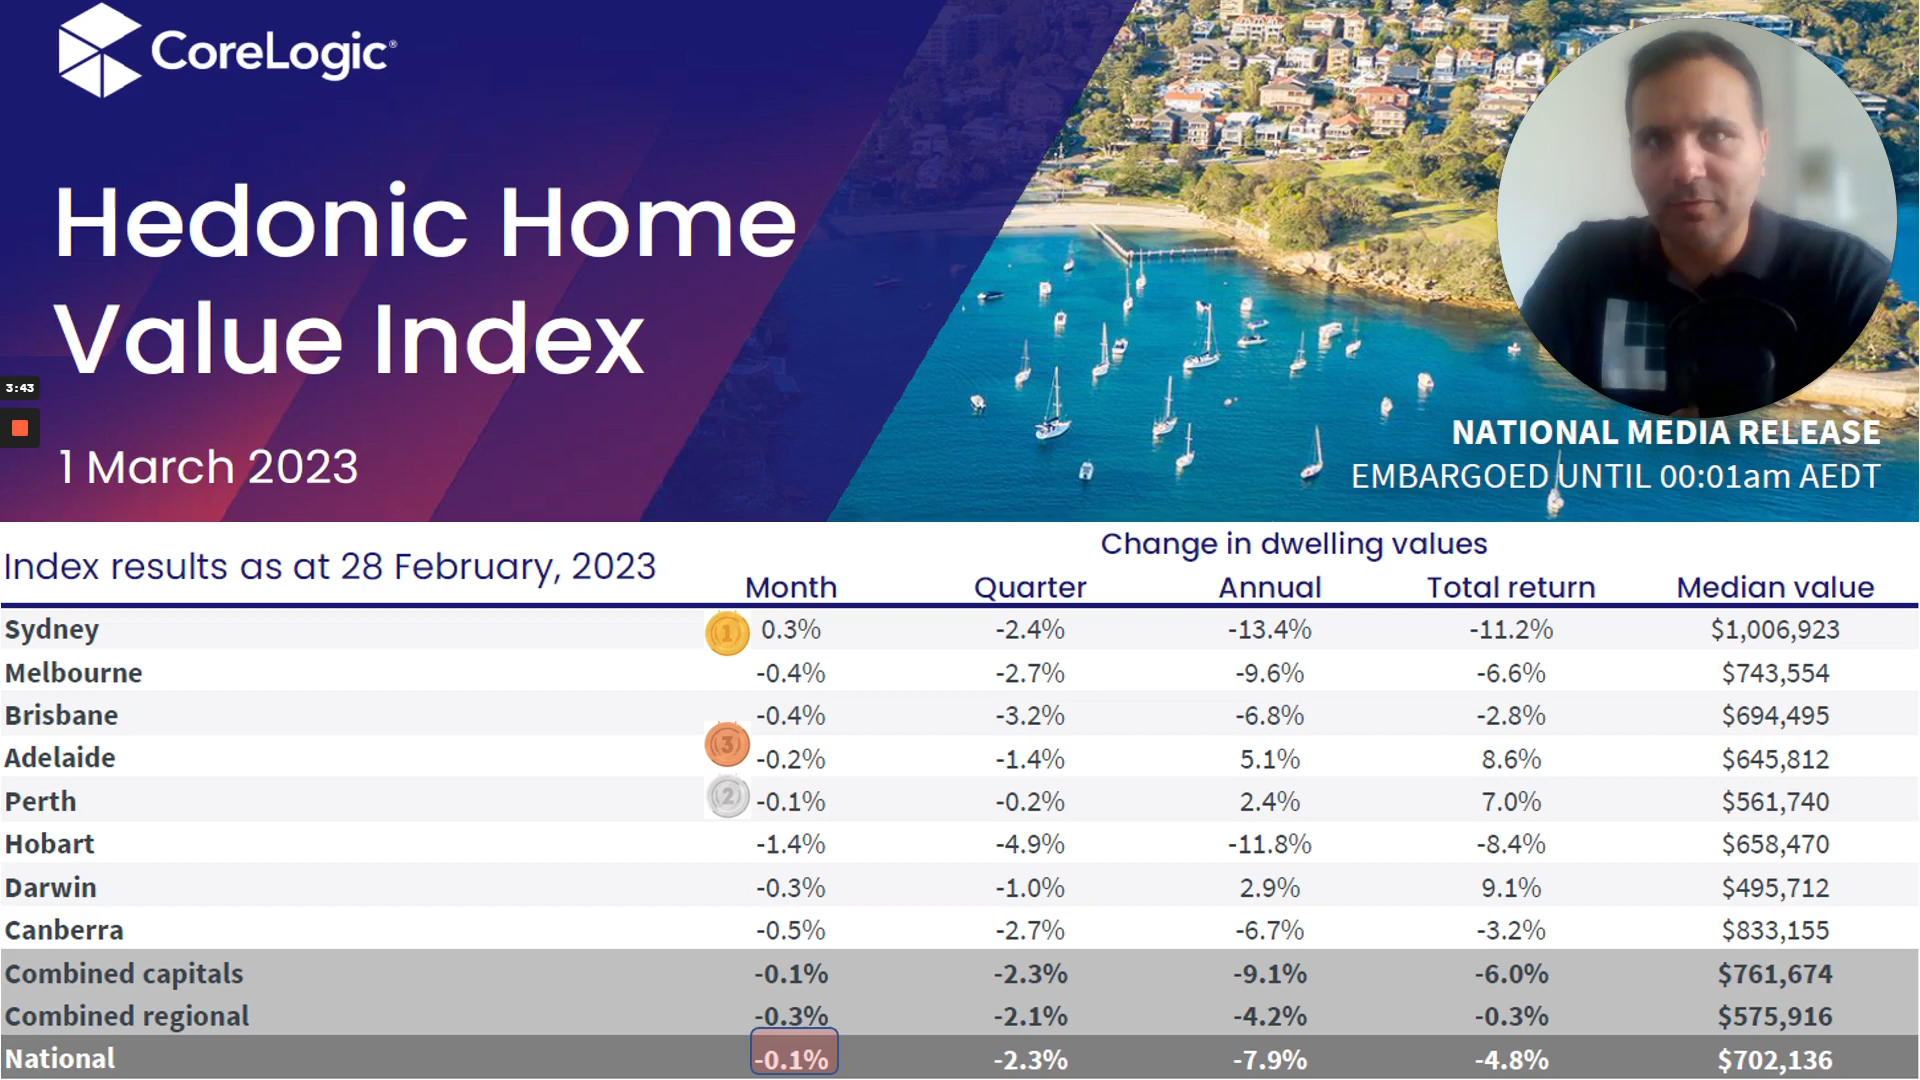 CoreLogic®
Hedonic Home
Value Index
3:43
1 March 2023
NATIONAL MEDIA RELEASE
EMBARGOED UNTIL 00:01am AEDT
Change in dwelling values
Index results as at 28 February, 2023 Month Quarter Annual Total return Median value
Sydney 1 0.3% -2.4% -13.4% -11.2% $1,006,923
Melbourne -0.4% -2.7% -9.6% -6.6% $743,554
Brisbane -0.4% -3.2% -6.8% -2.8% $694,495
Adelaide 3 -0.2% -1.4% 5.1% 8.6% $645,812
Perth 2 -0.1% -0.2% 2.4% 7.0% $561,740
Hobart -1.4% -4.9% -11.8% -8.4% $658,470
Darwin -0.3% -1.0% 2.9% 9.1% $495,712
Canberra -0.5% -2.7% -6.7% -3.2% $833,155
Combined capitals -0.1% -2.3% -9.1% -6.0% $761,674
Combined regional -0.3% -2.1% -4.2% -0.3% $575,916
National -0.1% -2.3% -7.9% -4.8% $702,136